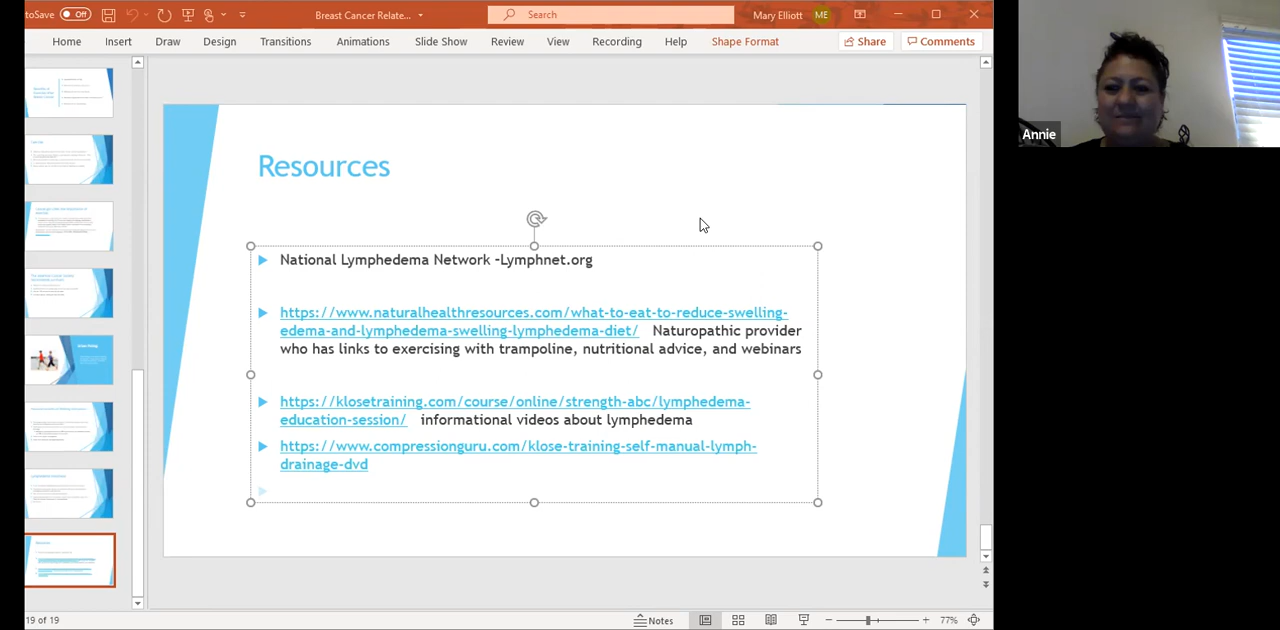 toSave Off Breast Cancer Relate... Search Mary Elliott ME
Home Insert Draw Design Transitions Animations Slide Show Review View Recording Help Shape Format Share Comments
Annie
Resources
National Lymphedema Network -Lymphnet.org
https://www.naturalhealthresources.com/what-to-eat-to-reduce-swelling-
edema-and-lymphedema-swelling-lymphedema-diet/ Naturopathic provider
who has links to exercising with trampoline, nutritional advice, and webinars
https://klosetraining.com/course/online/strength-abc/lymphedema-
education-session/ informational videos about lymphedema
https://www.compressionguru.com/klose-training-self-manual-lymph-
drainage-dvd
19 of 19 Notes 77%